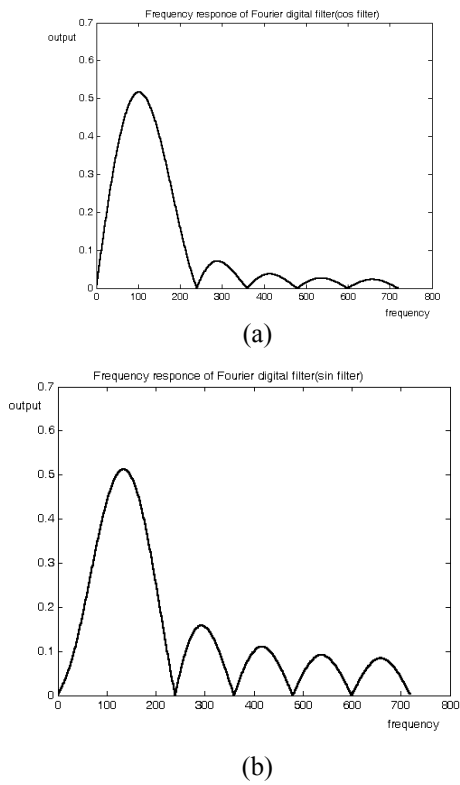 Frequency responce of Fourier digital filter(cos filter)
output
0.7
0.6
0.5
0.4
0.3
0.2
0.1
0
0 100 200 300 400 500 600 700 800
frequency
(a)
Frequency responce of Fourier digital filter(sin filter)
output
0.7
0.6
0.5
0.4
0.3
0.2
0.1
0
0 100 200 300 400 500 600 700 800
frequency
(b)